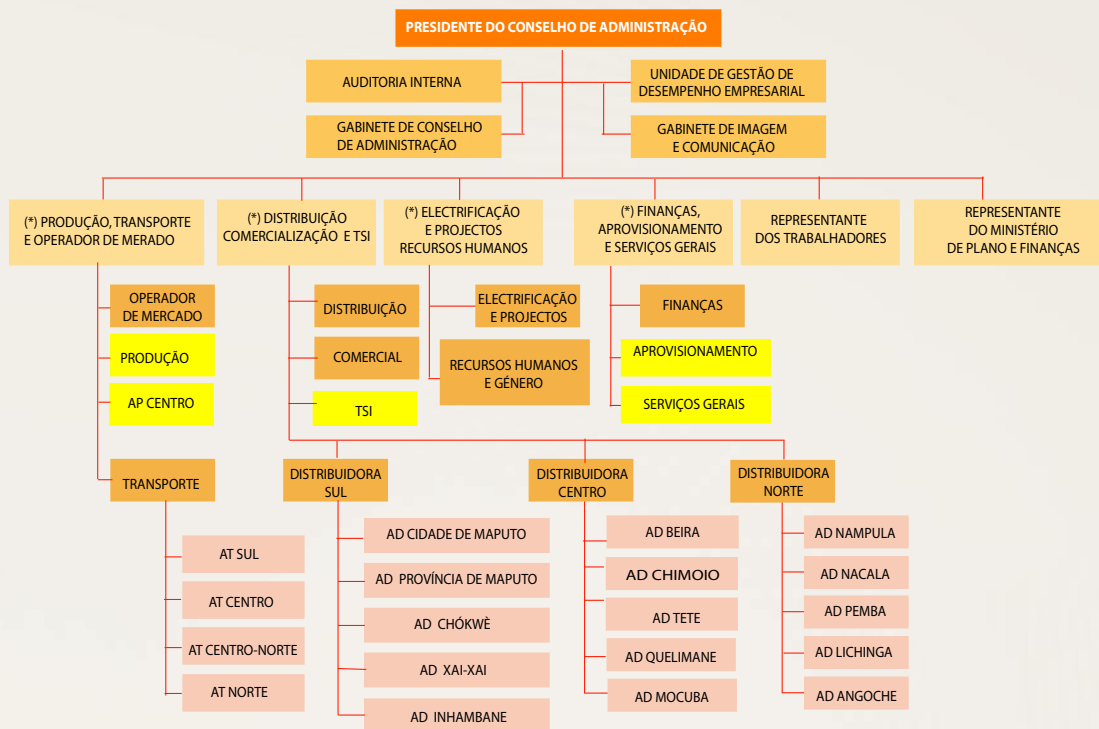 PRESIDENTE DO CONSELHO DE ADMINISTRAÇÃO
AUDITORIA INTERNA
UNIDADE DE GESTÃO DE
DESEMPENHO EMPRESARIAL
GABINETE DE CONSELHO
DE ADMINISTRAÇÃO
GABINETE DE IMAGEM
E COMUNICAÇÃO
(*) PRODUÇÃO, TRANSPORTE
E OPERADOR DE MERADO
(*) DISTRIBUIÇÃO
COMERCIALIZAÇÃO E TSI
(*) ELECTRIFICAÇÃO
E PROJECTOS
RECURSOS HUMANOS
(*) FINANÇAS,
APROVISIONAMENTO
E SERVIÇOS GERAIS
REPRESENTANTE
DOS TRABALHADORES
REPRESENTANTE
DO MINISTÉRIO
DE PLANO E FINANÇAS
OPERADOR
DE MERCADO
PRODUÇÃO
AP CENTRO
TRANSPORTE
DISTRIBUIÇÃO
COMERCIAL
TSI
ELECTRIFICAÇÃO
E PROJECTOS
RECURSOS HUMANOS
E GÉNERO
FINANÇAS
APROVISIONAMENTO
SERVIÇOS GERAIS
DISTRIBUIDORA
SUL
DISTRIBUIDORA
CENTRO
DISTRIBUIDORA
NORTE
AT SUL
AT CENTRO
AT CENTRO-NORTE
AT NORTE
AD CIDADE DE MAPUTO
AD PROVÍNCIA DE MAPUTO
AD CHÓKWÈ
AD XAI-XAI
AD INHAMBANE
AD BEIRA
AD CHIMOIO
AD TETE
AD QUELIMANE
AD MOCUBA
AD NAMPULA
AD NACALA
AD PEMBA
AD LICHINGA
AD ANGOCHE